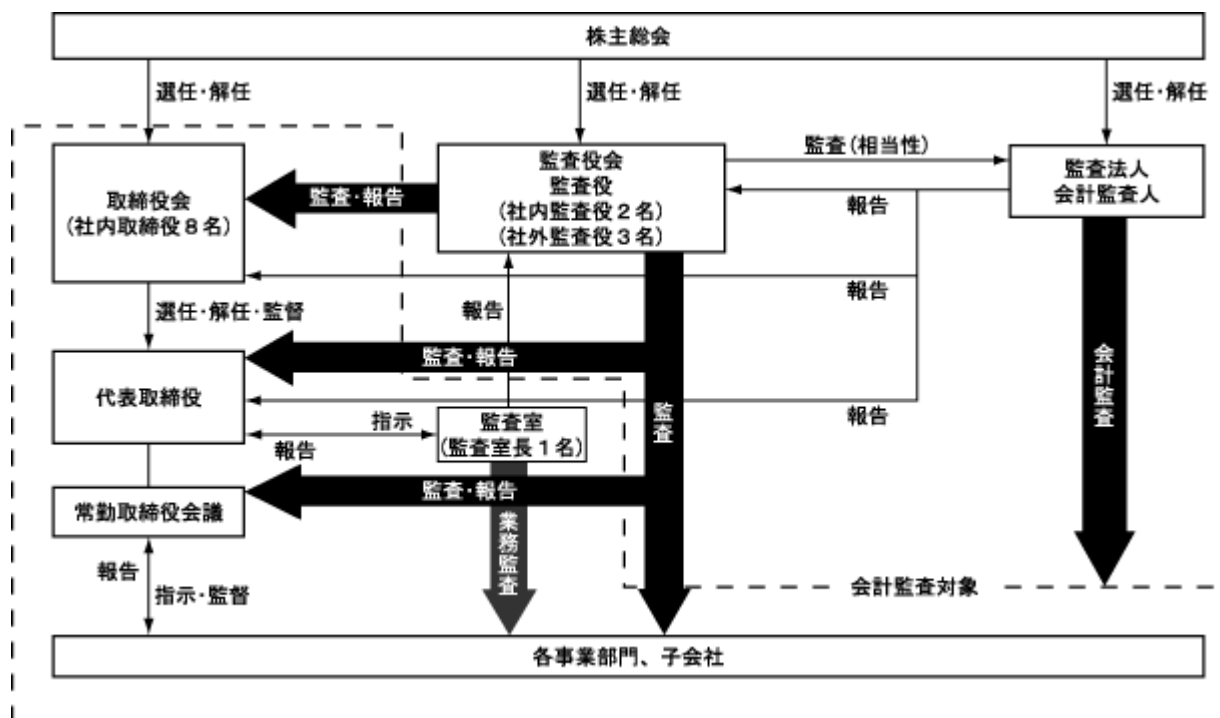 株主総会
選任・解任
選任・解任
選任・解任
取締役会
(社内取締役8名)
監査・報告
監査役会
監査役
(社内監査役2名)
(社外監査役3名)
監査(相当性)
報告
監査法人
会計監査人
報告
選任・解任・監督
報告
監査・報告
代表取締役
報告
指示
報告
監査室
(監査室長1名)
監査
会計監査
監査・報告
常勤取締役会議
業務監査
報告
指示・監督
会計監査対象
各事業部門、子会社